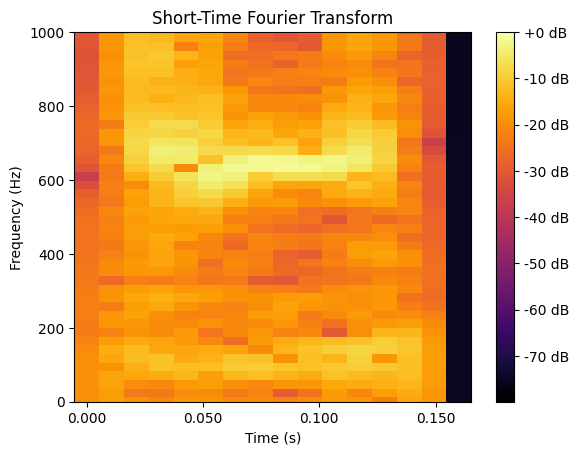 Short-Time Fourier Transform
1000
800
600
400
200
0
Frequency (Hz)
0.000
0.050
0.100
0.150
Time (s)
+0 dB
-10 dB
-20 dB
-30 dB
-40 dB
-50 dB
-60 dB
-70 dB